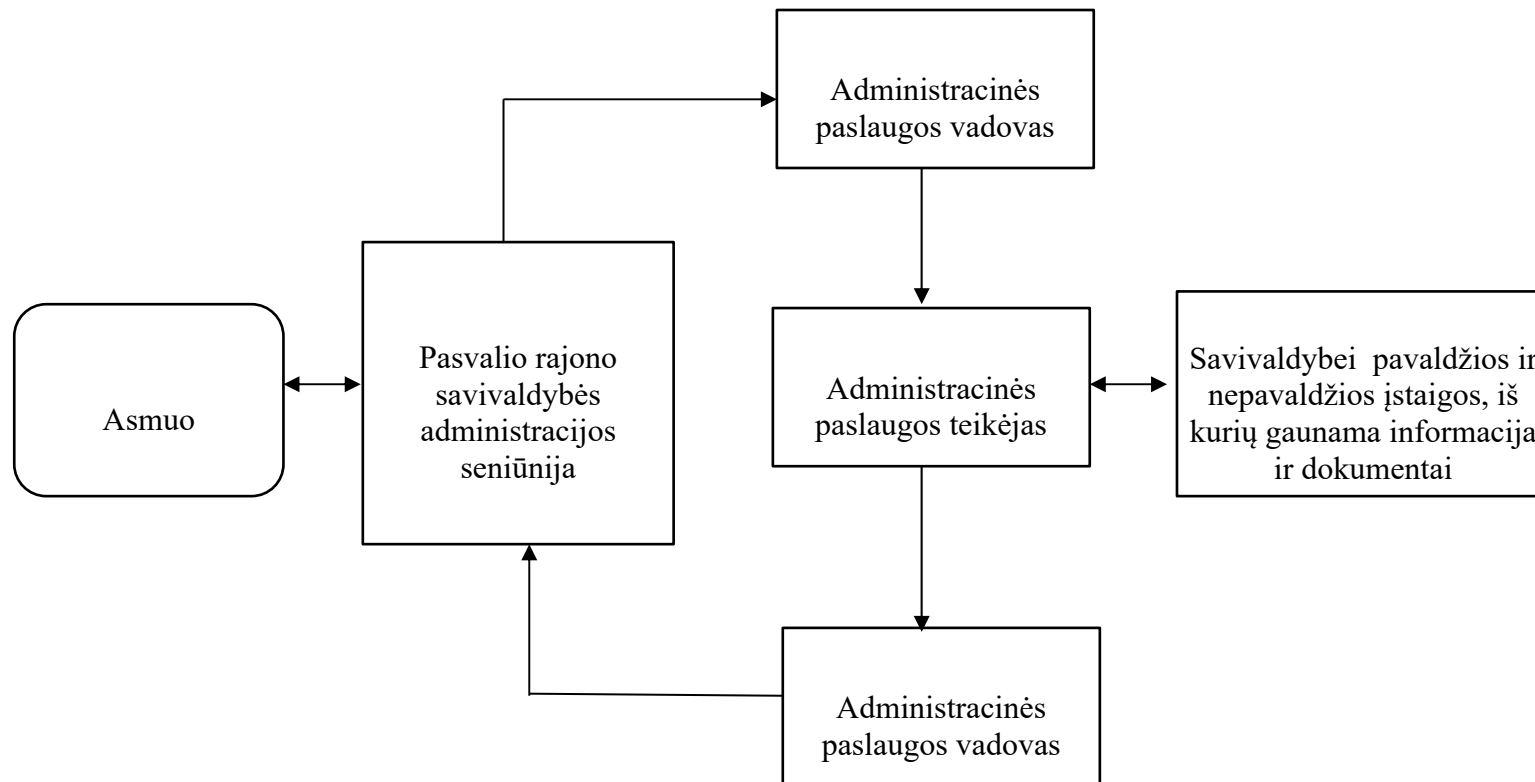 Administracinės
paslaugos vadovas
Asmuo
Pasvalio rajono
savivaldybės
administracijos
seniūnija
Administracinės
paslaugos teikėjas
Savivaldybei  pavaldžios ir
nepavaldžios įstaigos, iš
kurių gaunama informacija
ir dokumentai
Administracinės
paslaugos vadovas